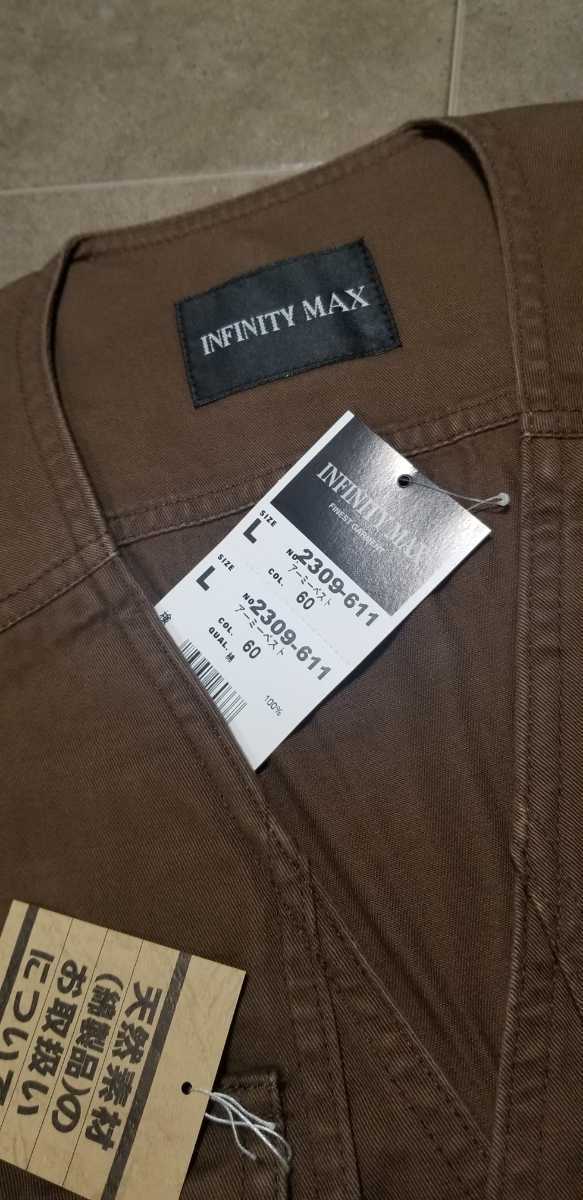 INFINITY MAX
INFINITY MAX
FINEST GARMENT
SIZE
L
NO. 2309-611
アーミーベスト
COL. 60
SIZE
L
NO. 2309-611
アーミーベスト
COL. 60
QUAL. 綿
100%
天然素材
(綿製品)の
お取扱い
について